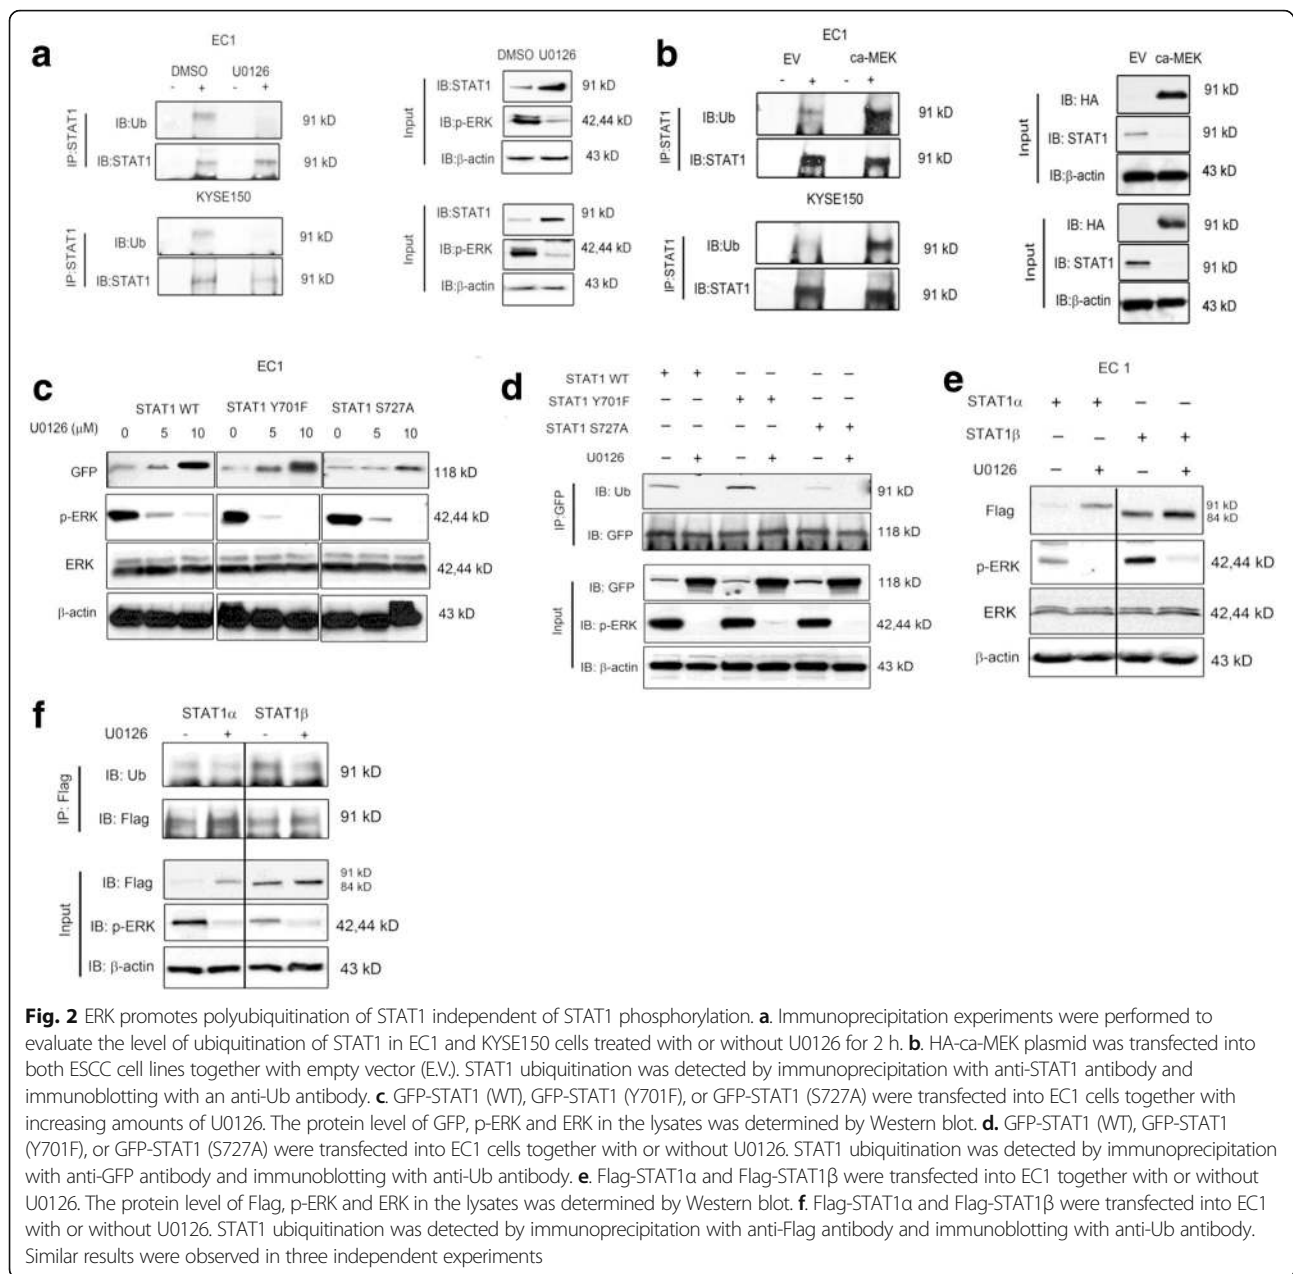 a
EC1
DMSO U0126
- + - +
IP:STAT1
IB:Ub 91 kD
IB:STAT1 91 kD
KYSE150
IP:STAT1
IB:Ub 91 kD
IB:STAT1 91 kD
DMSO U0126
Input
IB:STAT1 91 kD
IB:p-ERK 42,44 kD
IB:β-actin 43 kD
Input
IB:STAT1 91 kD
IB:p-ERK 42,44 kD
IB:β-actin 43 kD
b
EC1
EV ca-MEK
- + - +
IP:STAT1
IB:Ub 91 kD
IB:STAT1 91 kD
KYSE150
IP:STAT1
IB:Ub 91 kD
IB:STAT1 91 kD
EV ca-MEK
Input
IB: HA 91 kD
IB: STAT1 91 kD
IB:β-actin 43 kD
Input
IB: HA 91 kD
IB: STAT1 91 kD
IB:β-actin 43 kD
c
EC1
STAT1 WT STAT1 Y701F STAT1 S727A
U0126 (μM) 0 5 10 0 5 10 0 5 10
GFP 118 kD
p-ERK 42,44 kD
ERK 42,44 kD
β-actin 43 kD
d
STAT1 WT + + − − − −
STAT1 Y701F − − + + − −
STAT1 S727A − − − − + +
U0126 − + − + − +
IP:GFP
IB: Ub 91 kD
IB: GFP 118 kD
Input
IB: GFP 118 kD
IB: p-ERK 42,44 kD
IB: β-actin 43 kD
e
EC 1
STAT1α + + − −
STAT1β − − + +
U0126 − + − +
Flag 91 kD
84 kD
p-ERK 42,44 kD
ERK 42,44 kD
β-actin 43 kD
f
STAT1α STAT1β
U0126 - + - +
IP: Flag
IB: Ub 91 kD
IB: Flag 91 kD
Input
IB: Flag 91 kD
84 kD
IB: p-ERK 42,44 kD
IB: β-actin 43 kD
Fig. 2 ERK promotes polyubiquitination of STAT1 independent of STAT1 phosphorylation. a. Immunoprecipitation experiments were performed to
evaluate the level of ubiquitination of STAT1 in EC1 and KYSE150 cells treated with or without U0126 for 2 h. b. HA-ca-MEK plasmid was transfected into
both ESCC cell lines together with empty vector (E.V.). STAT1 ubiquitination was detected by immunoprecipitation with anti-STAT1 antibody and
immunoblotting with an anti-Ub antibody. c. GFP-STAT1 (WT), GFP-STAT1 (Y701F), or GFP-STAT1 (S727A) were transfected into EC1 cells together with
increasing amounts of U0126. The protein level of GFP, p-ERK and ERK in the lysates was determined by Western blot. d. GFP-STAT1 (WT), GFP-STAT1
(Y701F), or GFP-STAT1 (S727A) were transfected into EC1 cells together with or without U0126. STAT1 ubiquitination was detected by immunoprecipitation
with anti-GFP antibody and immunoblotting with anti-Ub antibody. e. Flag-STAT1α and Flag-STAT1β were transfected into EC1 together with or without
U0126. The protein level of Flag, p-ERK and ERK in the lysates was determined by Western blot. f. Flag-STAT1α and Flag-STAT1β were transfected into EC1
with or without U0126. STAT1 ubiquitination was detected by immunoprecipitation with anti-Flag antibody and immunoblotting with anti-Ub antibody.
Similar results were observed in three independent experiments